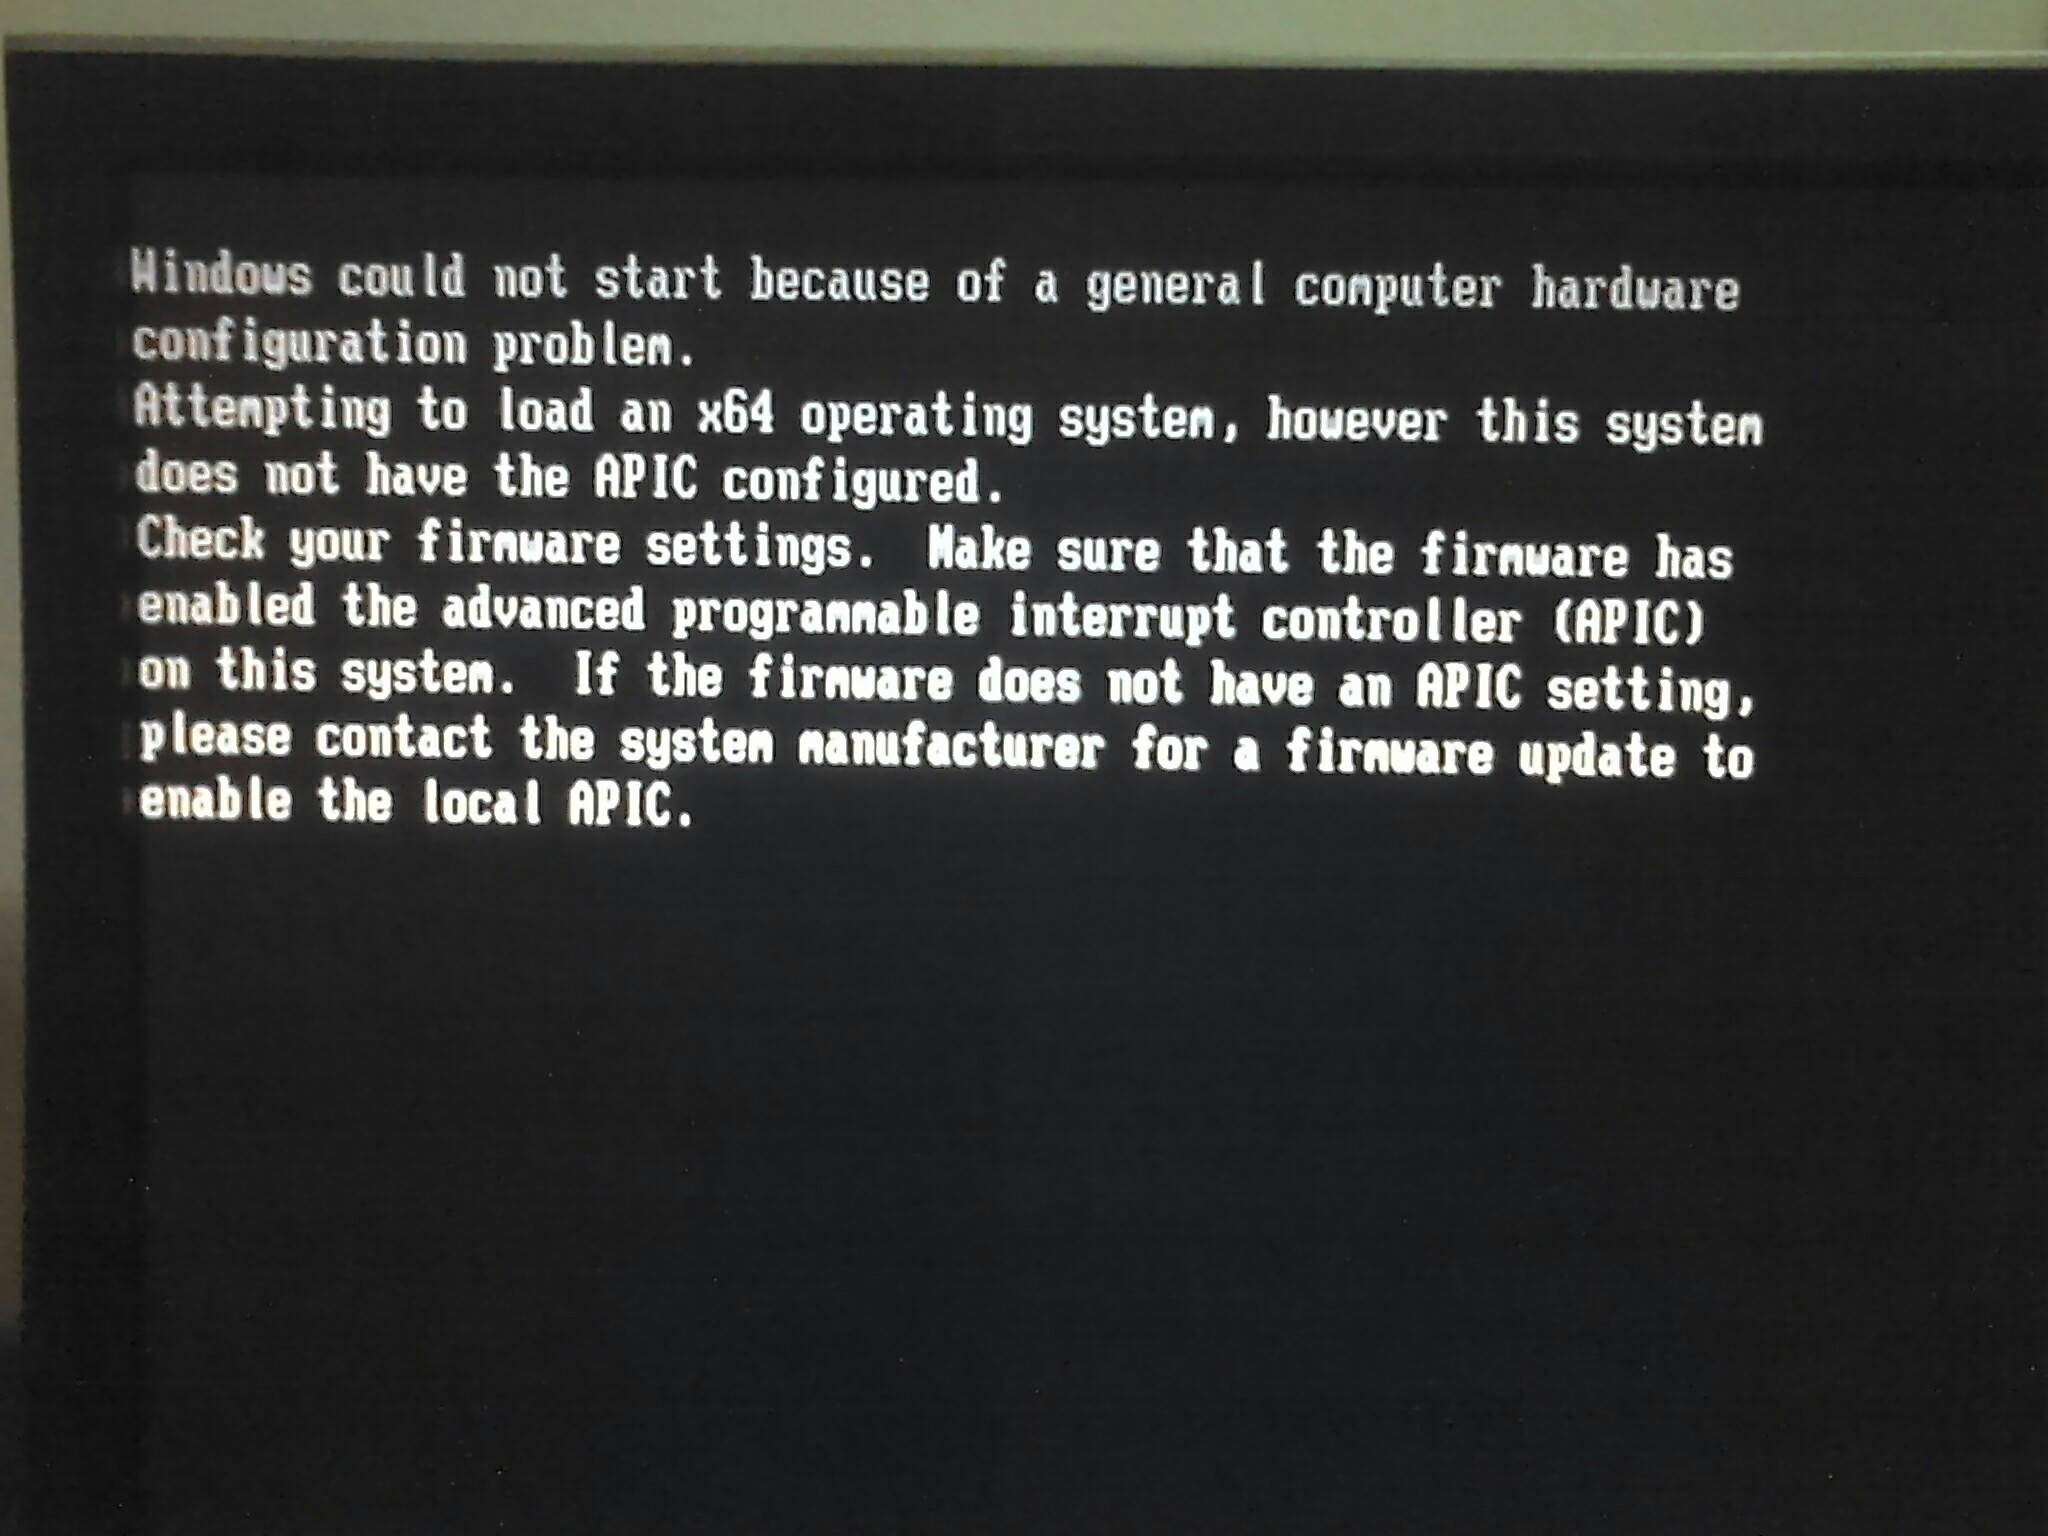 Windows could not start because of a general computer hardware
configuration problem.
Attempting to load an x64 operating system, however this system
does not have the APIC configured.
Check your firmware settings.  Make sure that the firmware has
enabled the advanced programmable interrupt controller (APIC)
on this system.  If the firmware does not have an APIC setting,
please contact the system manufacturer for a firmware update to
enable the local APIC.